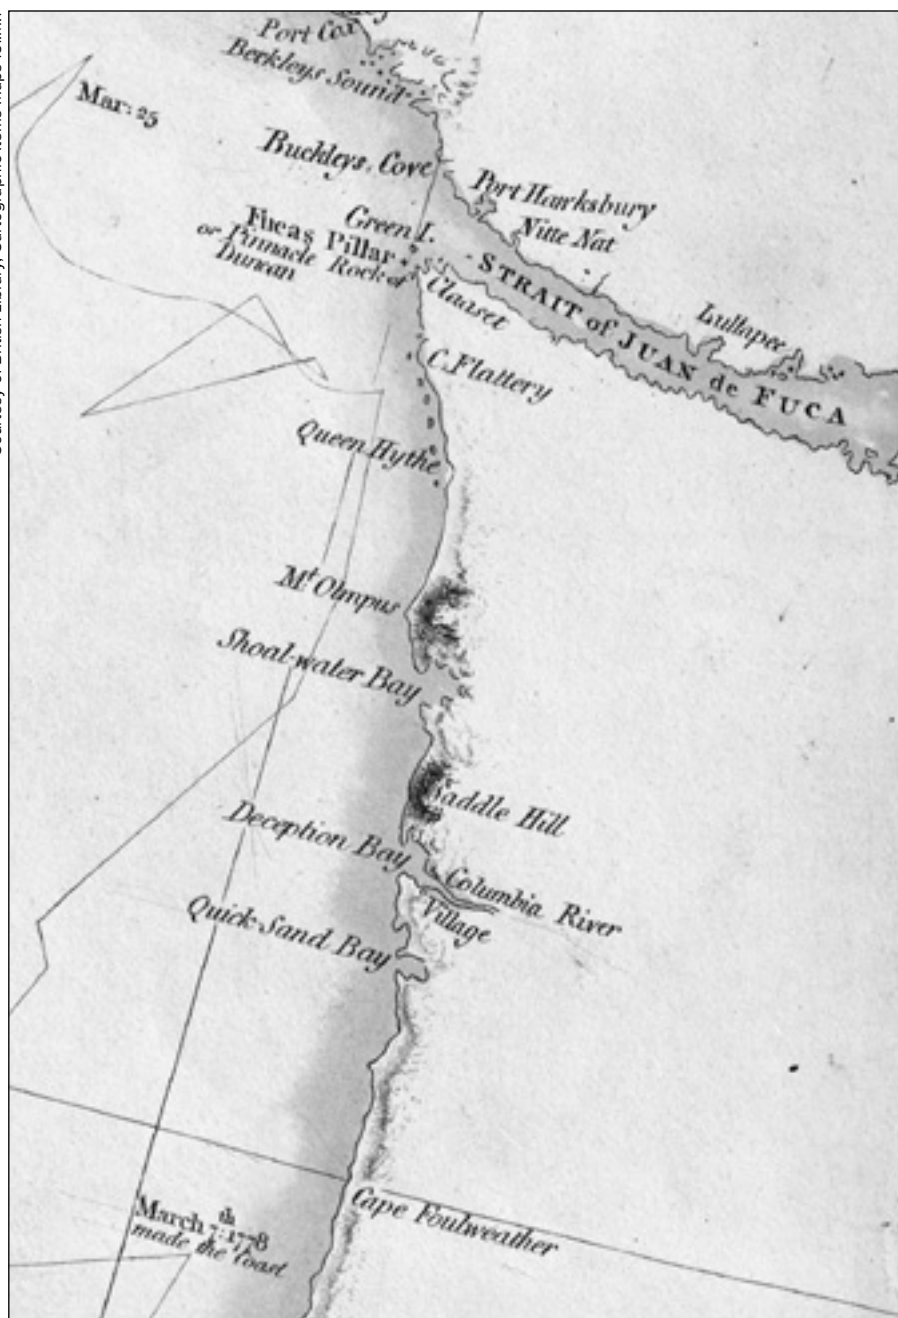 Port Cox
Berkleys Sound
Mar: 25
Buckleys Cove
Port Hawksbury
Nitte Nat
Green I.
Fucas Pillar
or Pinnacle Rock of
Duncan
Claaset
STRAIT of JUAN de FUCA
Lullapee
C. Flattery
Queen Hythe
Mt Olmpus
Shoal-water Bay
Saddle Hill
Deception Bay
Columbia River
Village
Quick-Sand Bay
Cape Foulweather
March 7th: 1778
made the Coast